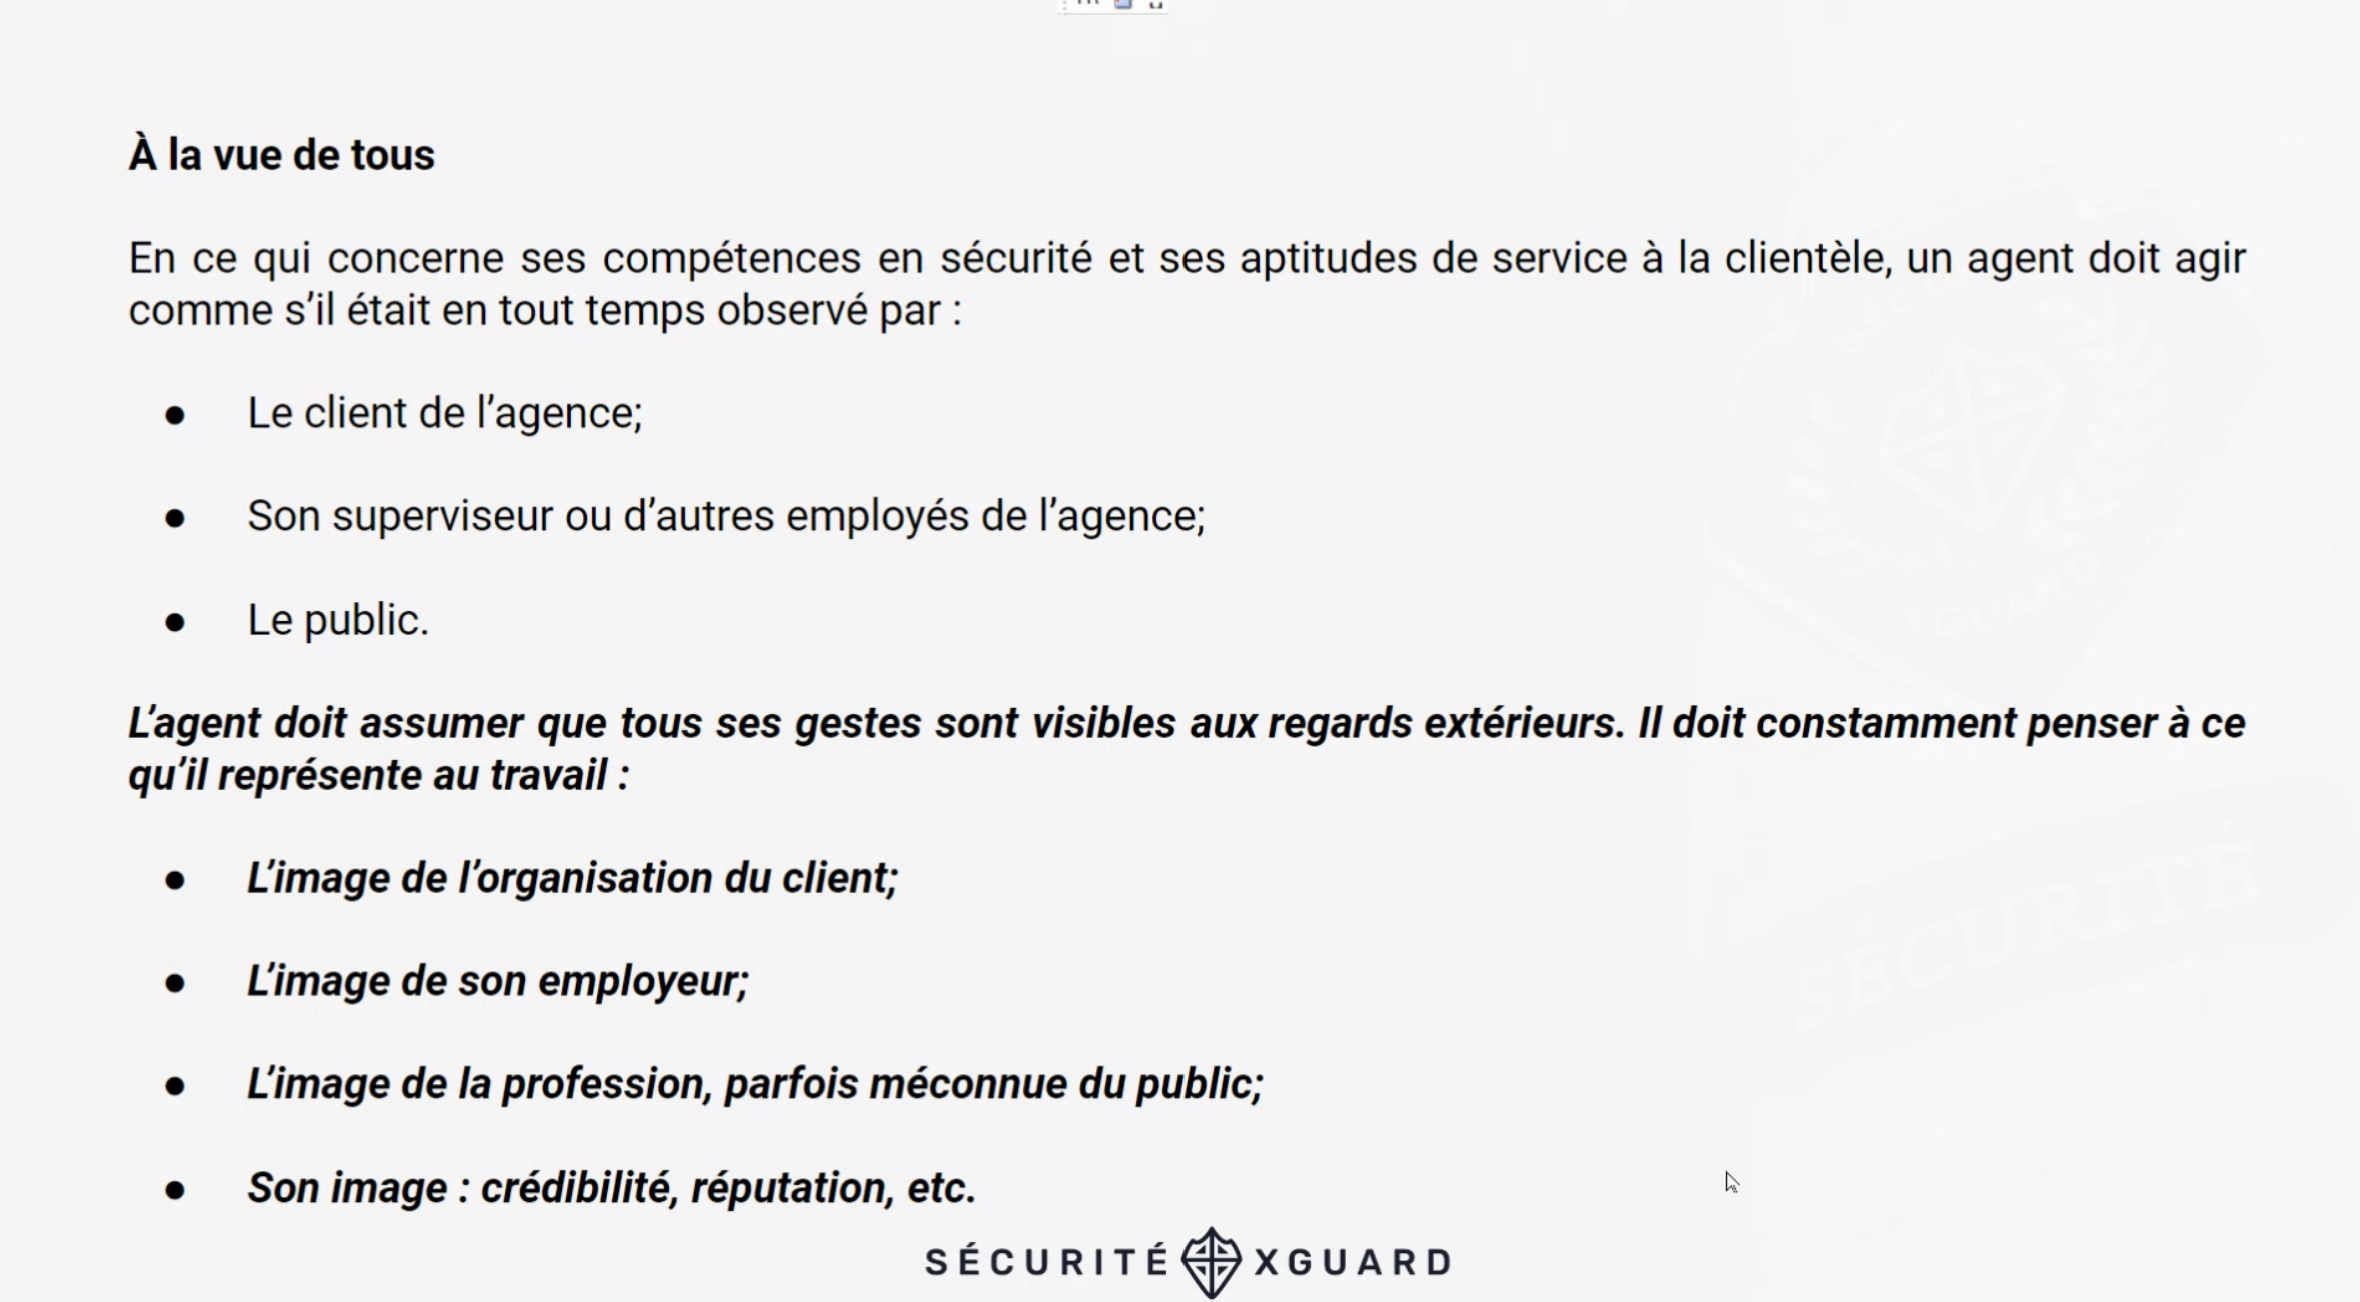 À la vue de tous
En ce qui concerne ses compétences en sécurité et ses aptitudes de service à la clientèle, un agent doit agir
comme s’il était en tout temps observé par :
● Le client de l’agence;
● Son superviseur ou d’autres employés de l’agence;
● Le public.
L’agent doit assumer que tous ses gestes sont visibles aux regards extérieurs. Il doit constamment penser à ce
qu’il représente au travail :
● L’image de l’organisation du client;
● L’image de son employeur;
● L’image de la profession, parfois méconnue du public;
● Son image : crédibilité, réputation, etc.
SÉCURITÉ XGUARD
SÉCURITÉ